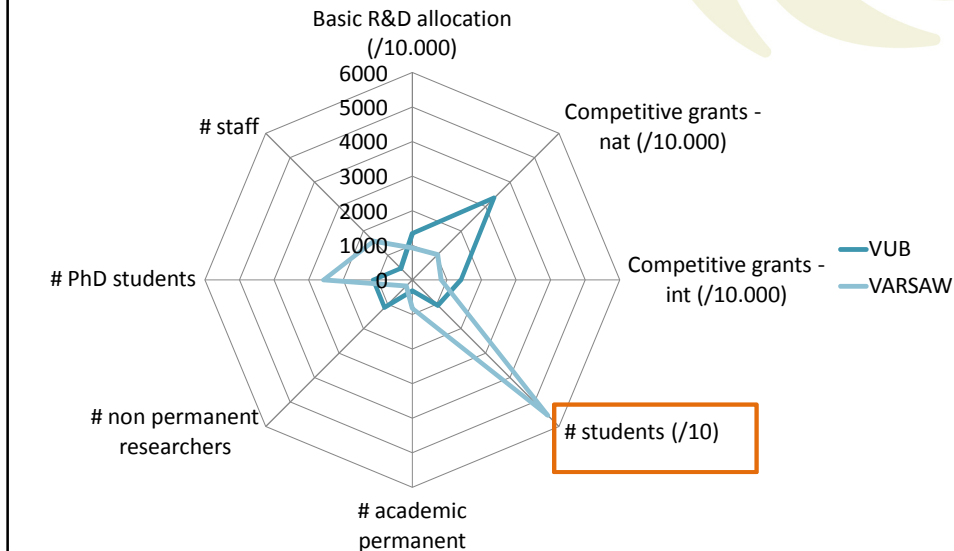 Basic R&D allocation
(/10.000)
6000
5000
4000
3000
2000
1000
0
Competitive grants -
nat (/10.000)
Competitive grants -
int (/10.000)
# students (/10)
# academic
permanent
# non permanent
researchers
# PhD students
# staff
VUB
VARSAW